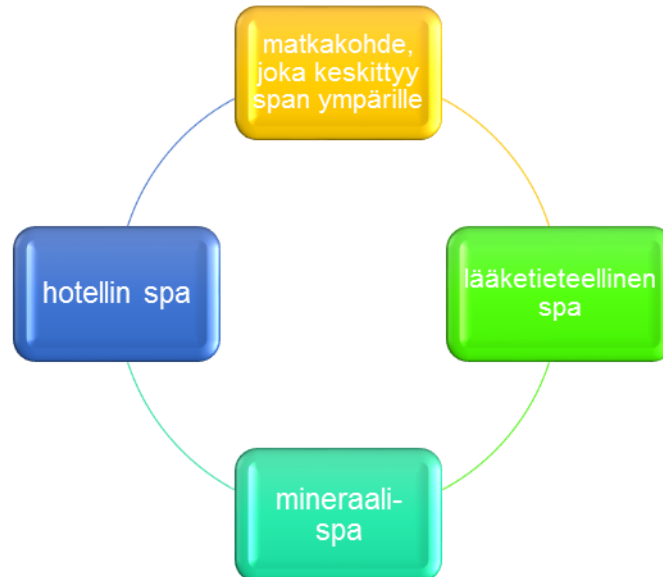 matkakohde,
joka keskittyy
span ympärille
lääketieteellinen
spa
mineraali-
spa
hotellin spa